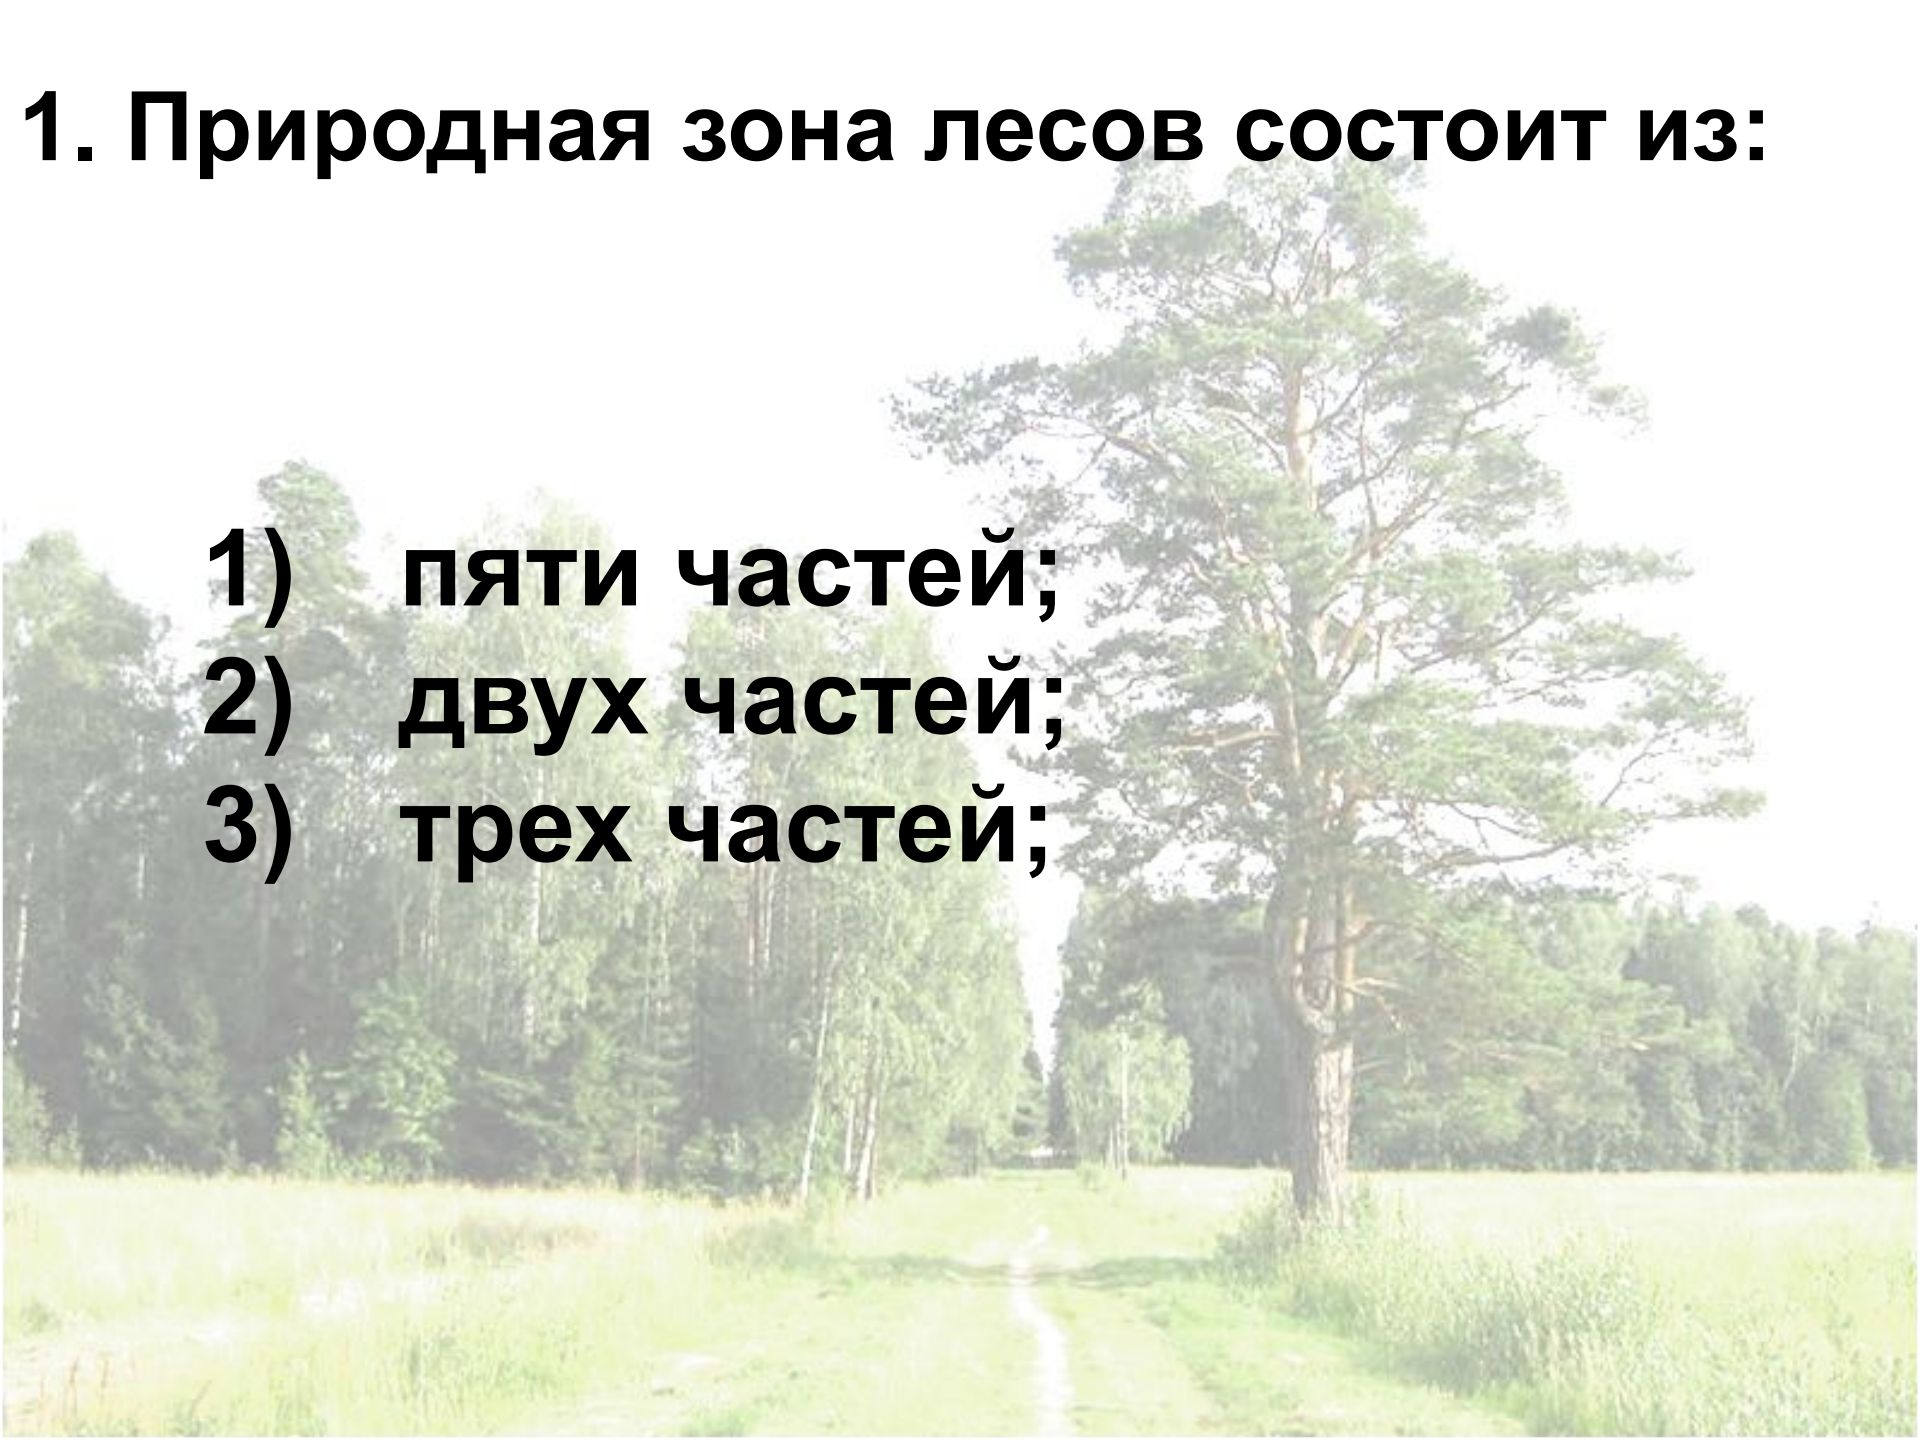 1. Природная зона лесов состоит из:
1) пяти частей;
2) двух частей;
3) трех частей;